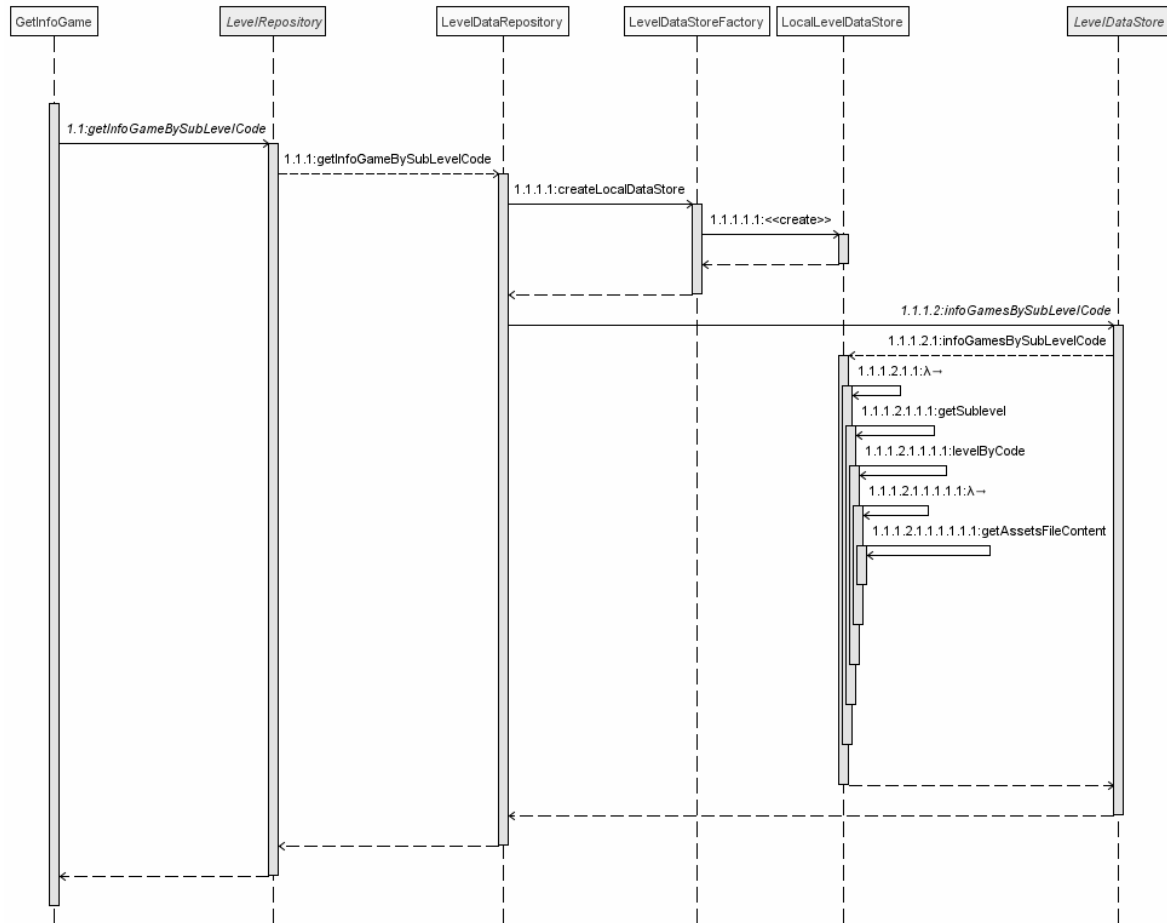 GetInfoGame
LevelRepository
LevelDataRepository
LevelDataStoreFactory
LocalLevelDataStore
LevelDataStore
1.1:getInfoGameBySubLevelCode
1.1.1:getInfoGameBySubLevelCode
1.1.1.1:createLocalDataStore
1.1.1.1.1:<<create>>
1.1.1.2:infoGamesBySubLevelCode
1.1.1.2.1:infoGamesBySubLevelCode
1.1.1.2.1.1:λ→
1.1.1.2.1.1.1:getSublevel
1.1.1.2.1.1.1.1:levelByCode
1.1.1.2.1.1.1.1.1:λ→
1.1.1.2.1.1.1.1.1.1:getAssetsFileContent